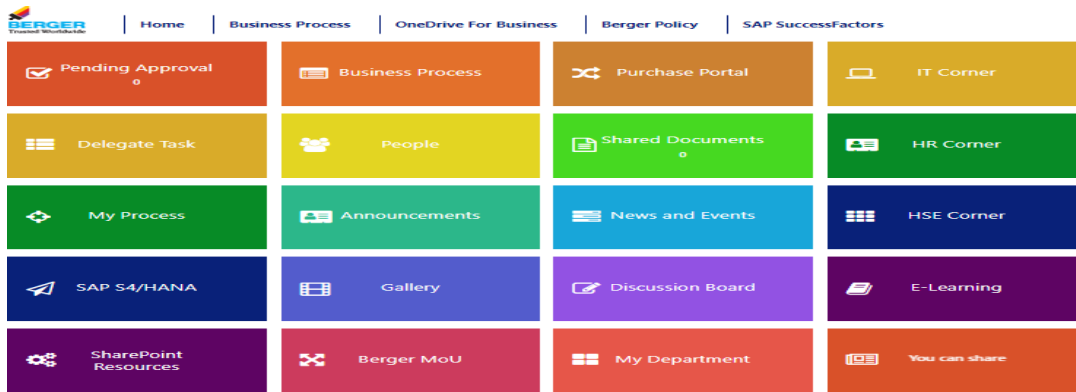 BERGER
Trusted Worldwide
Home
Business Process
OneDrive For Business
Berger Policy
SAP SuccessFactors
Pending Approval
0
Business Process
Purchase Portal
IT Corner
Delegate Task
People
Shared Documents
0
HR Corner
My Process
Announcements
News and Events
HSE Corner
SAP S4/HANA
Gallery
Discussion Board
E-Learning
SharePoint
Resources
Berger MoU
My Department
You can share